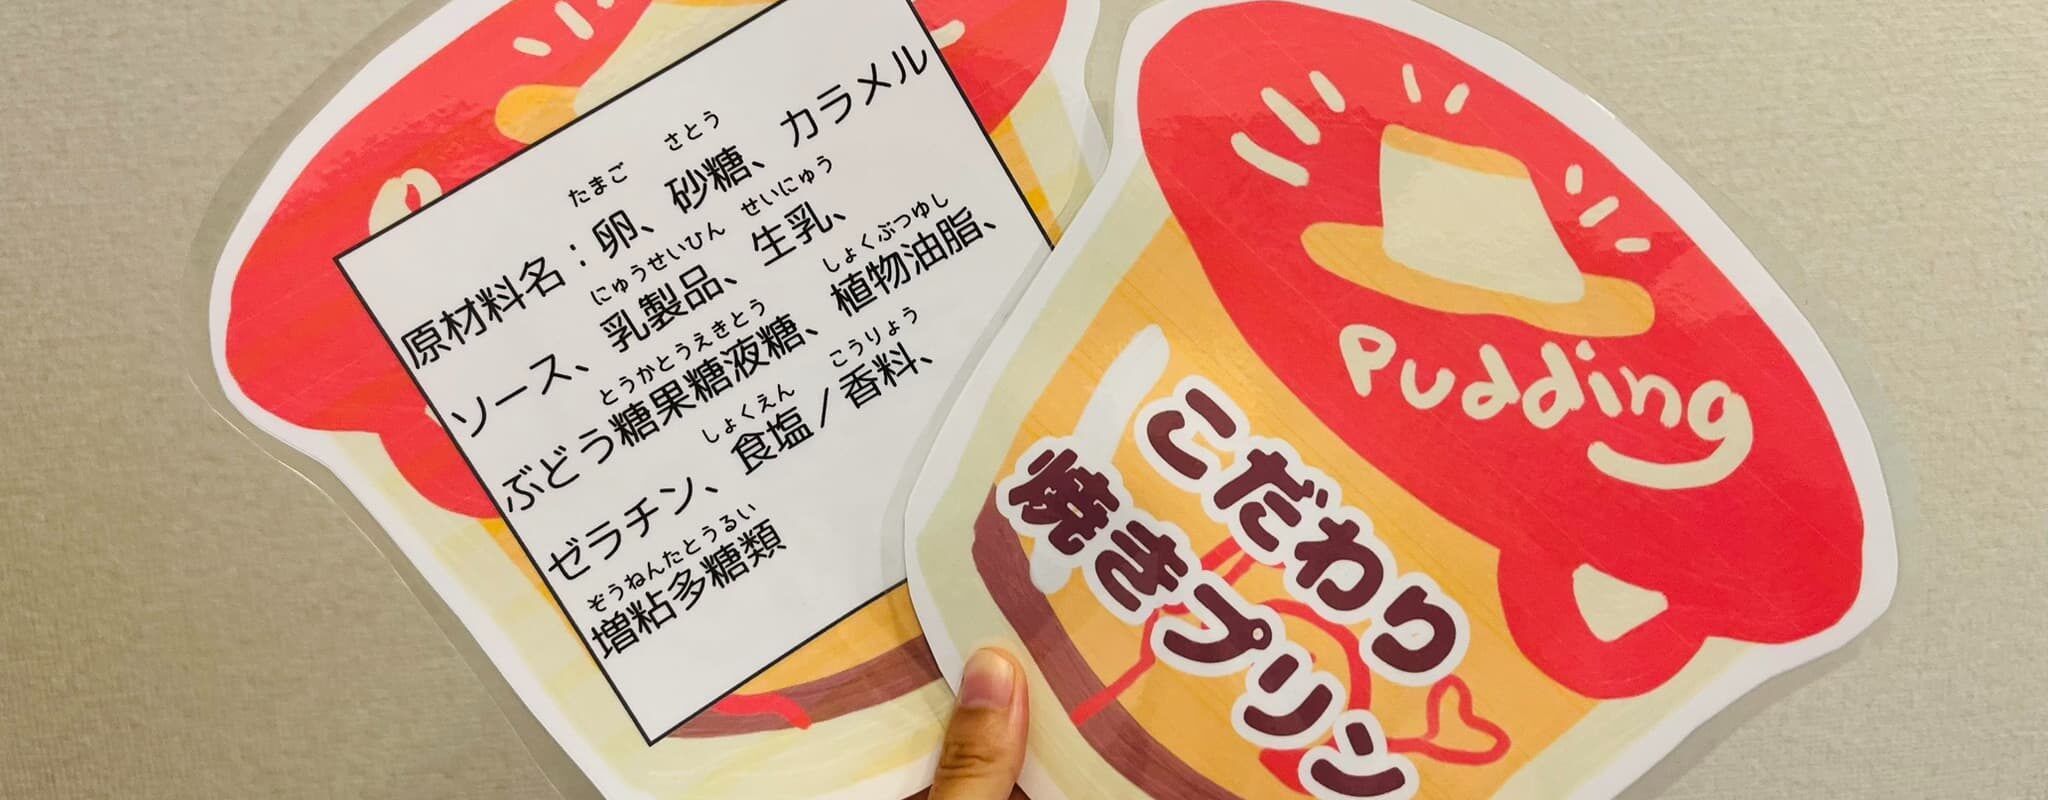 原材料名：卵、砂糖、カラメル
たまご さとう
ソース、乳製品、生乳、
にゅうせいひん せいにゅう
ぶどう糖果糖液糖、植物油脂、
とうかとうえきとう しょくぶつゆし
ゼラチン、食塩／香料、
しょくえん こうりょう
増粘多糖類
ぞうねんたとうるい
Pudding
こだわり
焼きプリン